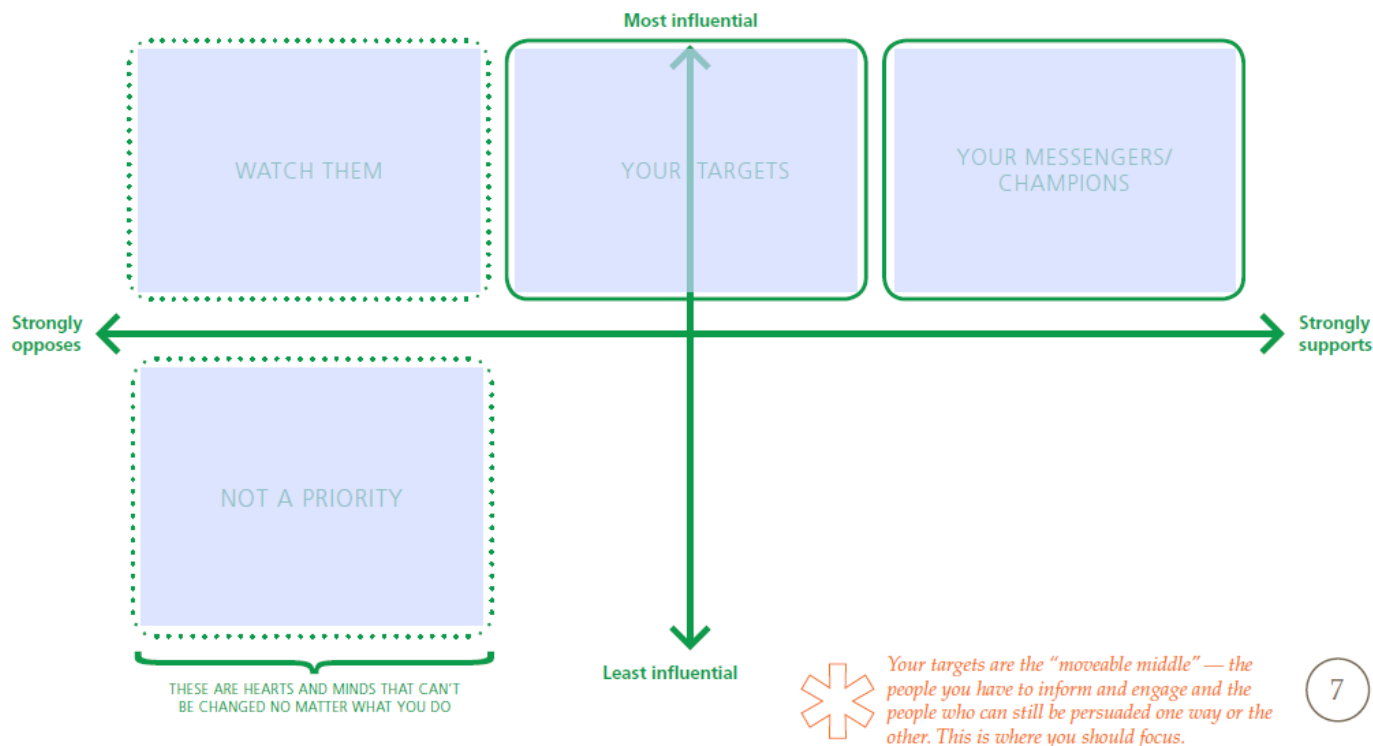 Most influential
WATCH THEM
YOUR TARGETS
YOUR MESSENGERS/
CHAMPIONS
Strongly
opposes
Strongly
supports
NOT A PRIORITY
Least influential
THESE ARE HEARTS AND MINDS THAT CAN'T
BE CHANGED NO MATTER WHAT YOU DO
Your targets are the “moveable middle” — the
people you have to inform and engage and the
people who can still be persuaded one way or the
other. This is where you should focus.
7